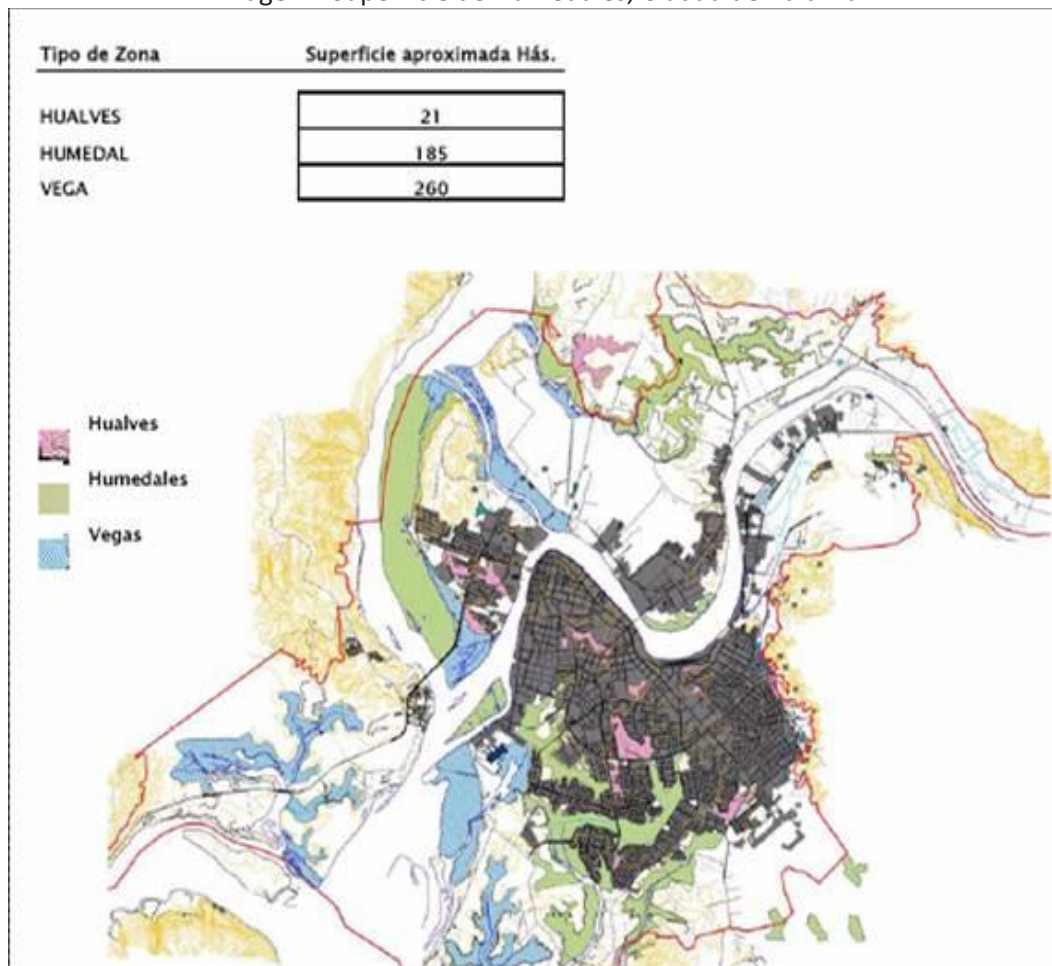 Tipo de Zona Superficie aproximada Hás.
HUALVES 21
HUMEDAL 185
VEGA 260
Hualves
Humedales
Vegas